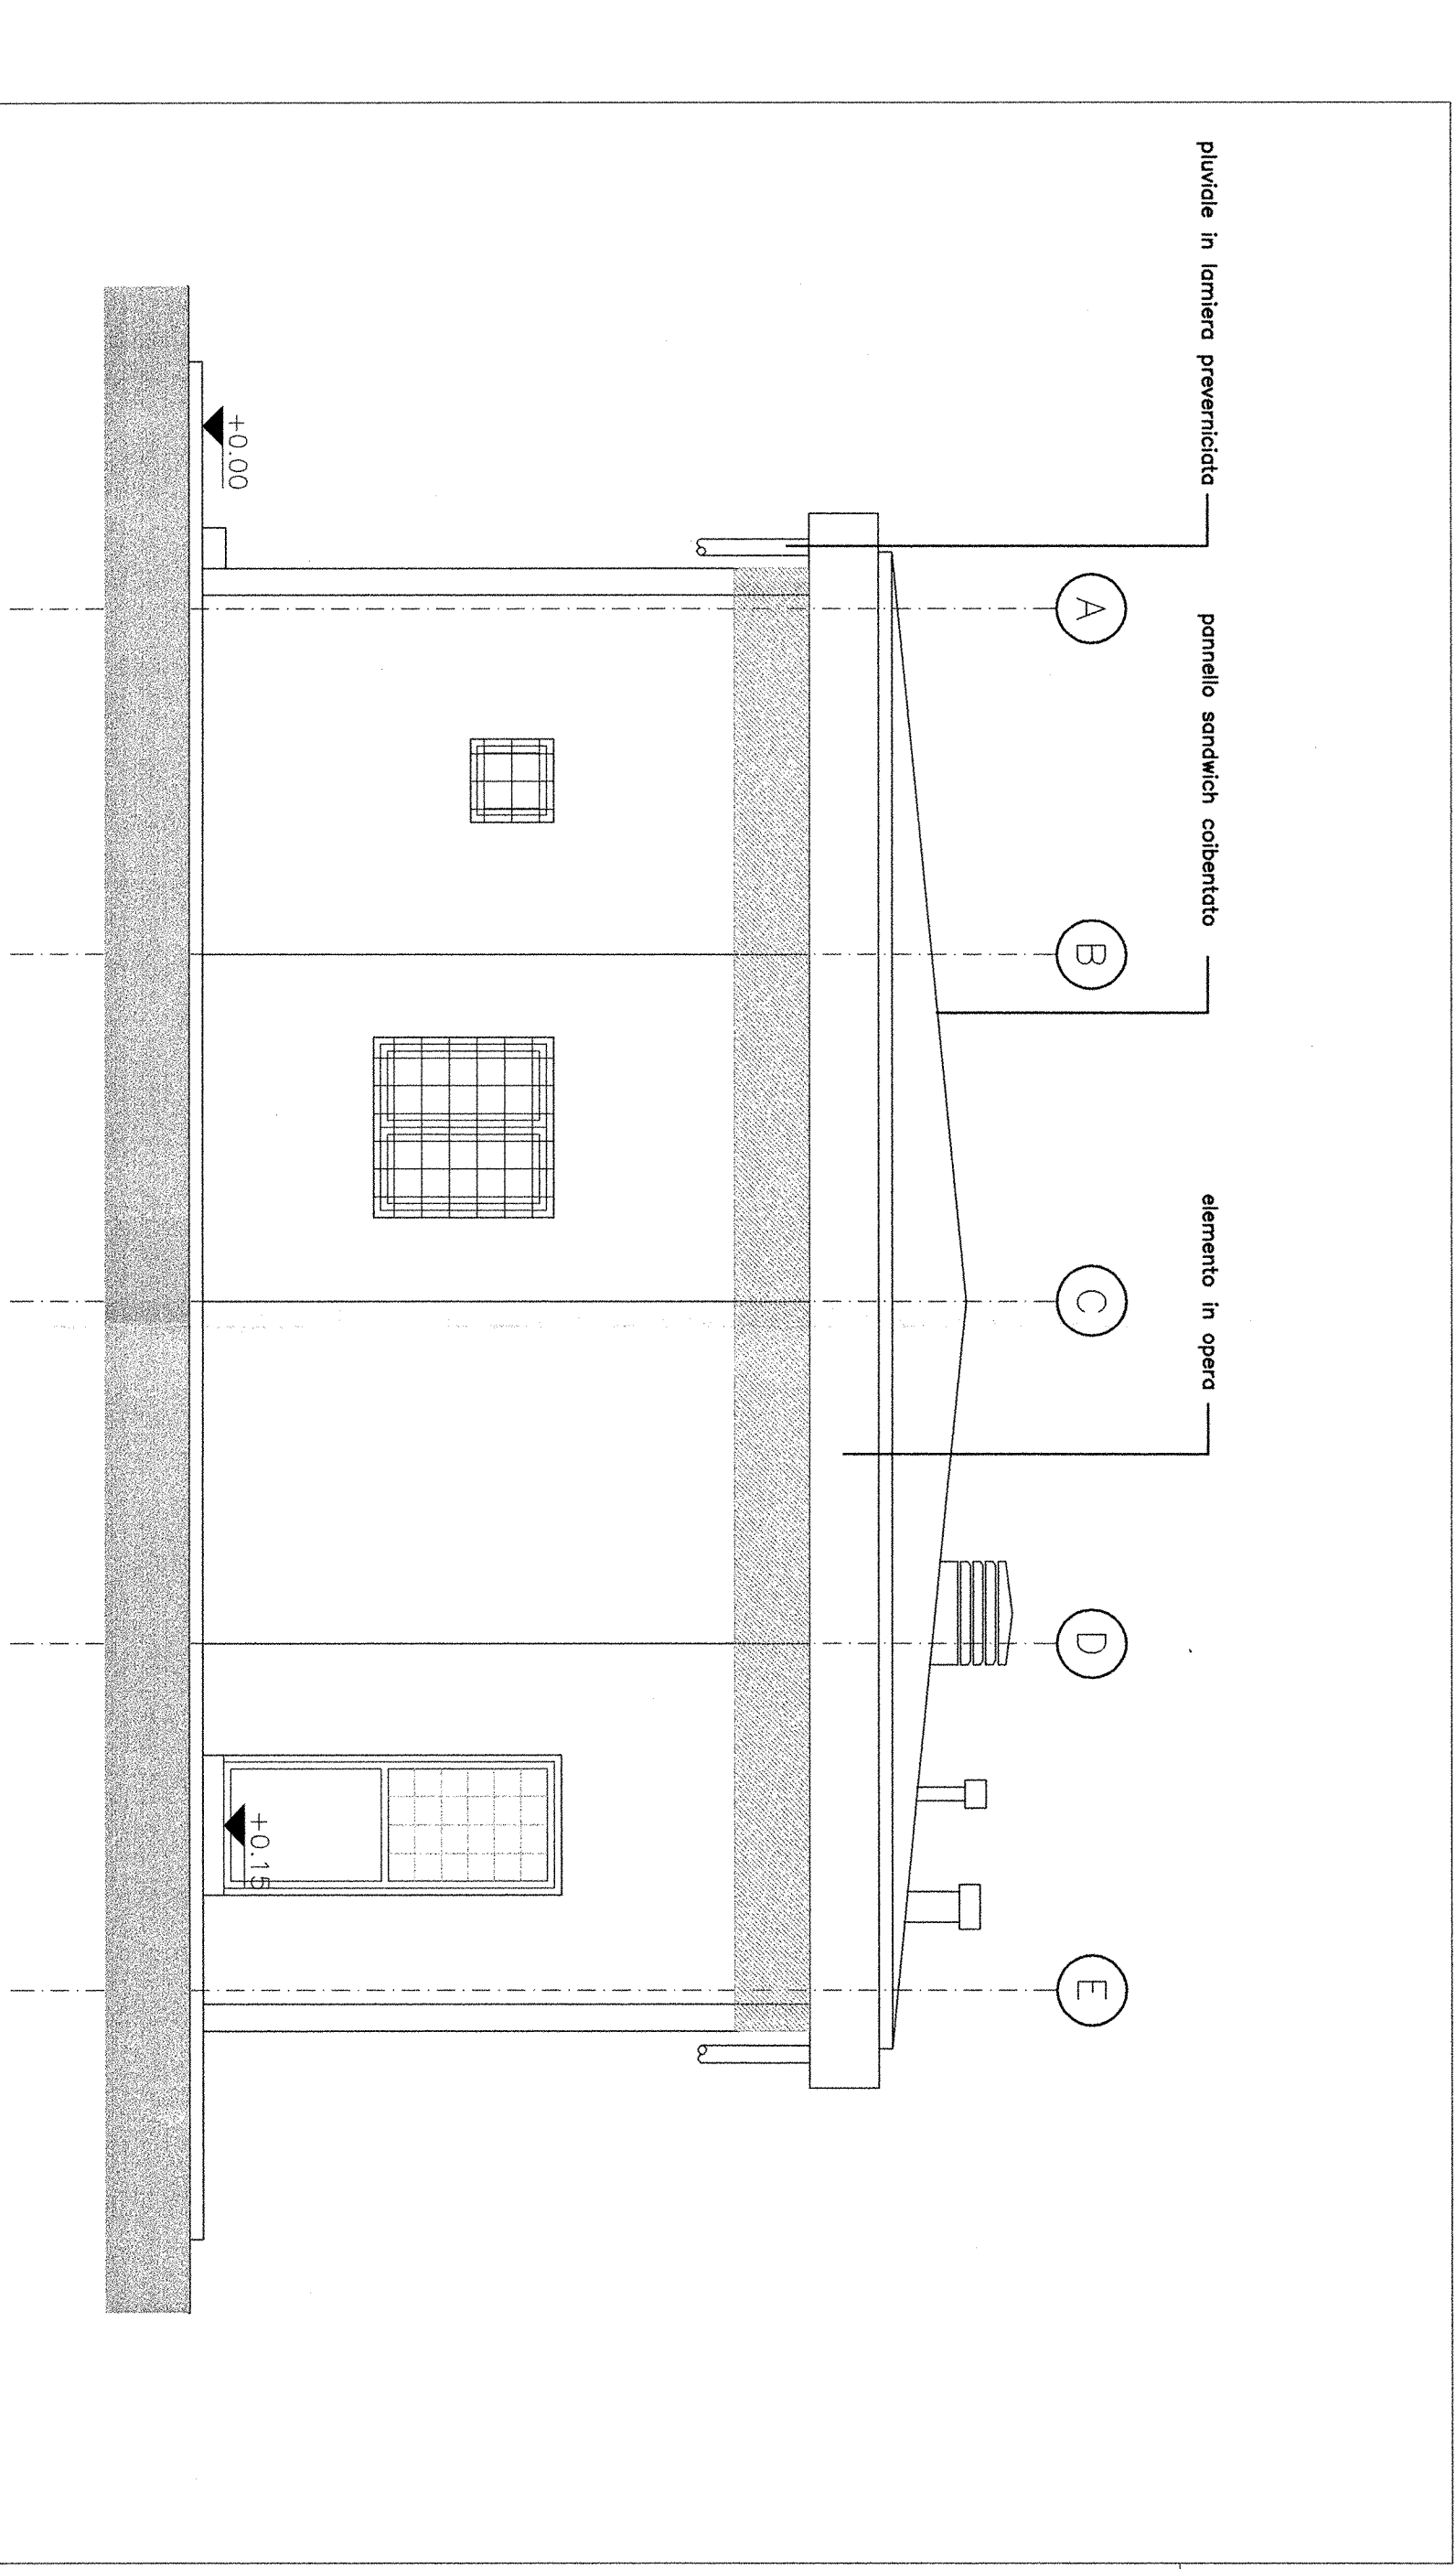 pluviale in lamiera preverniciata
pannello sandwich coibentato
elemento in opera
A
B
C
D
E
+0.00
+0.15